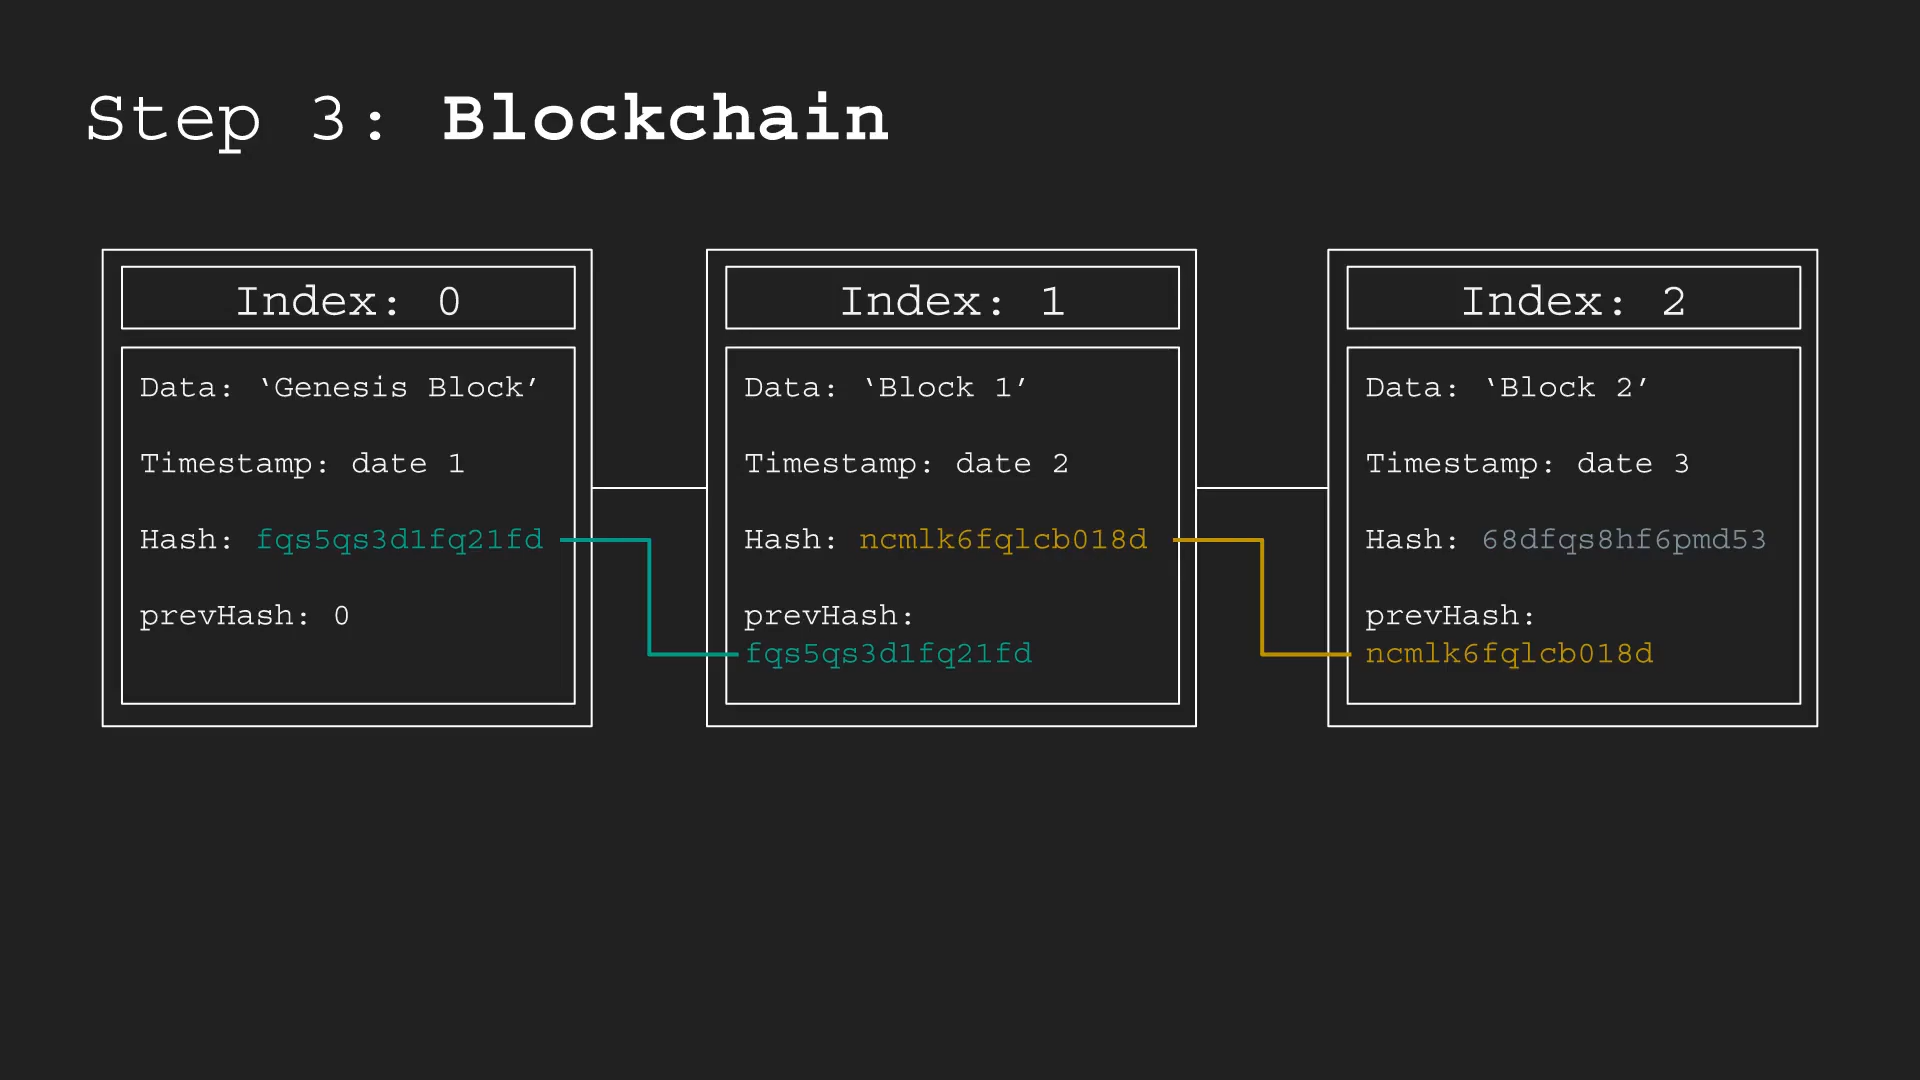 Step 3: Blockchain
Index: 0
Data: ‘Genesis Block’
Timestamp: date 1
Hash: fqs5qs3d1fq21fd
prevHash: 0
Index: 1
Data: ‘Block 1’
Timestamp: date 2
Hash: ncmlk6fqlcb018d
prevHash:
fqs5qs3d1fq21fd
Index: 2
Data: ‘Block 2’
Timestamp: date 3
Hash: 68dfqs8hf6pmd53
prevHash:
ncmlk6fqlcb018d